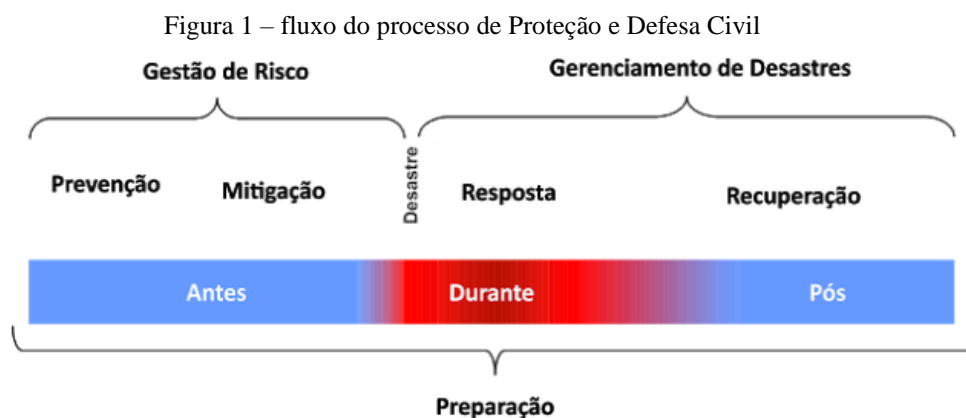 Figura 1 – fluxo do processo de Proteção e Defesa Civil
Gestão de Risco
Gerenciamento de Desastres
Prevenção
Mitigação
Desastre
Resposta
Recuperação
Antes
Durante
Pós
Preparação